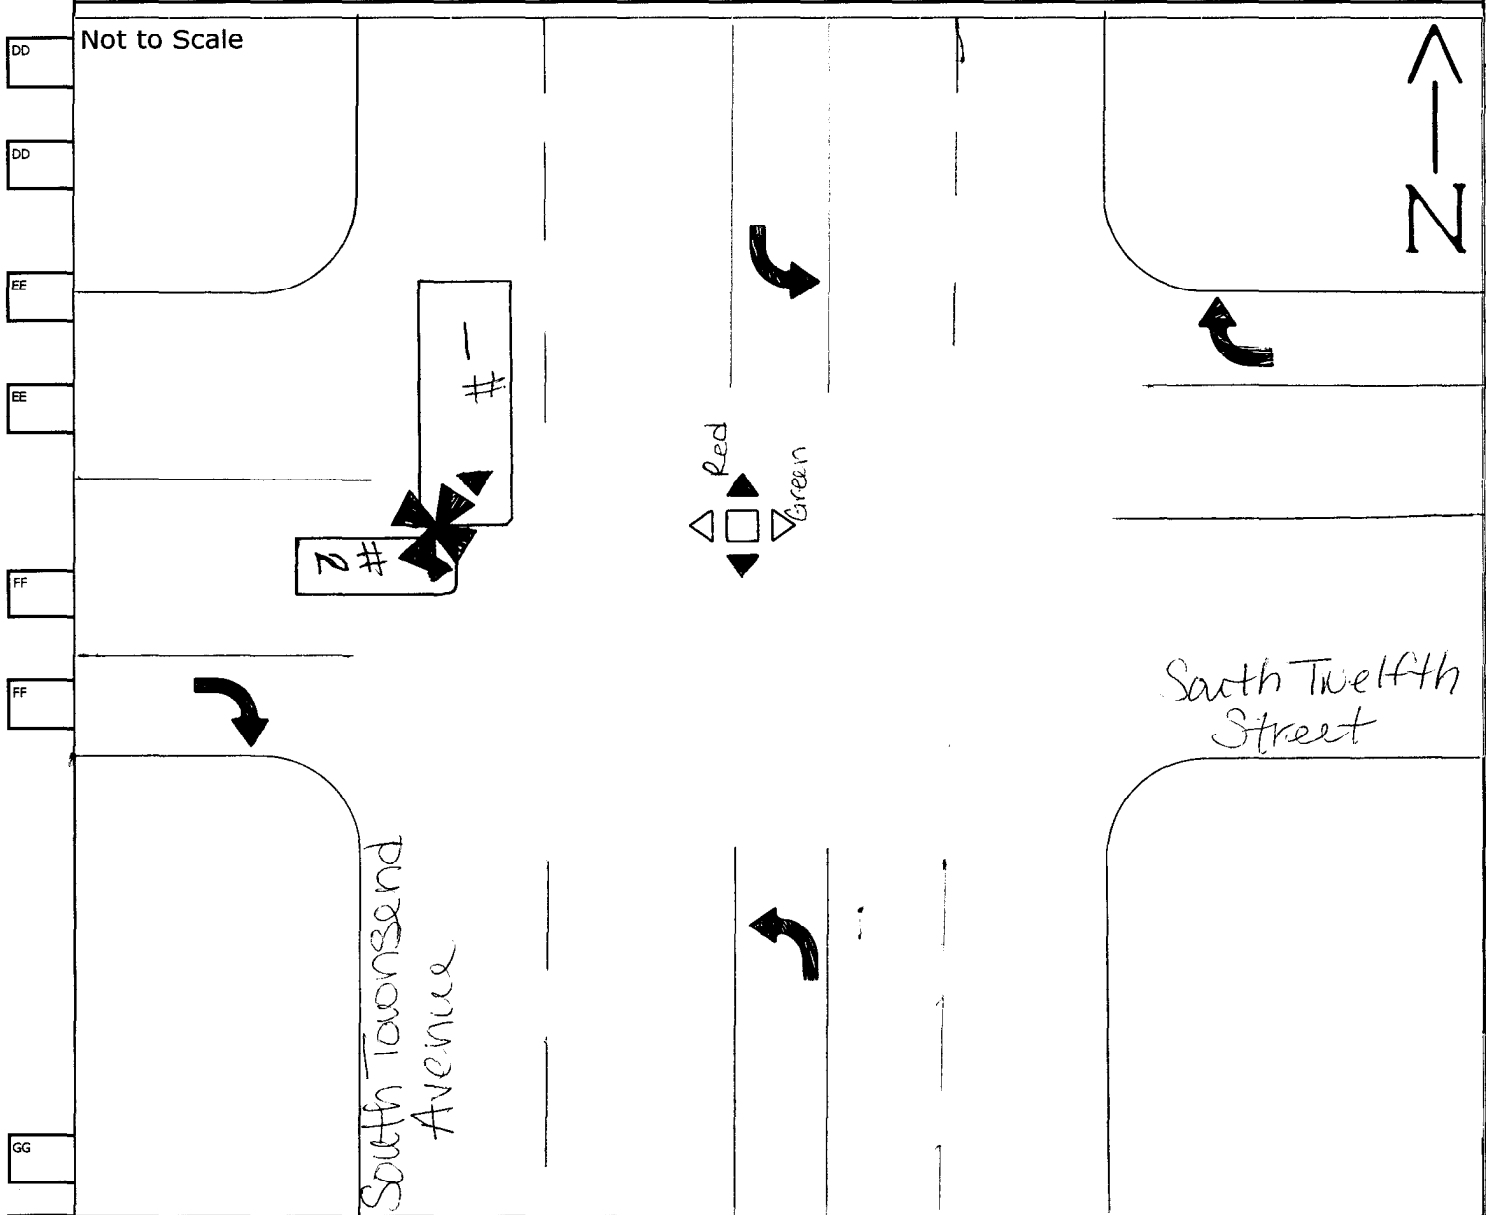 Not to Scale
DD
DD
EE
EE
FF
FF
GG
N
#1
#2
Red
Green
South Twelfth
Street
South Townsend
Avenue